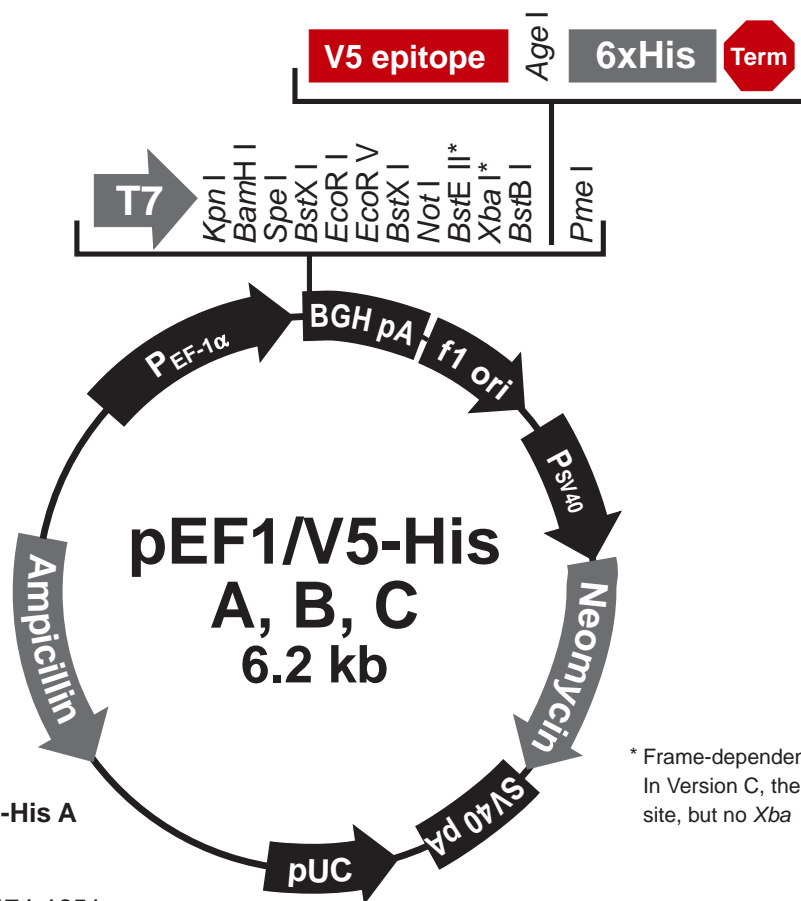 V5 epitope
Age I
6xHis
Term
T7
Kpn I
BamH I
Spe I
BstX I
EcoR I
EcoR V
BstX I
Not I
BstE II*
Xba I*
BstB I
Pme I
PEF-1α
BGH pA
f1 ori
PSV40
Neomycin
SV40 pA
pUC
Ampicillin
pEF1/V5-His
A, B, C
6.2 kb
* Frame-dependen
In Version C, the
site, but no Xba
-His A